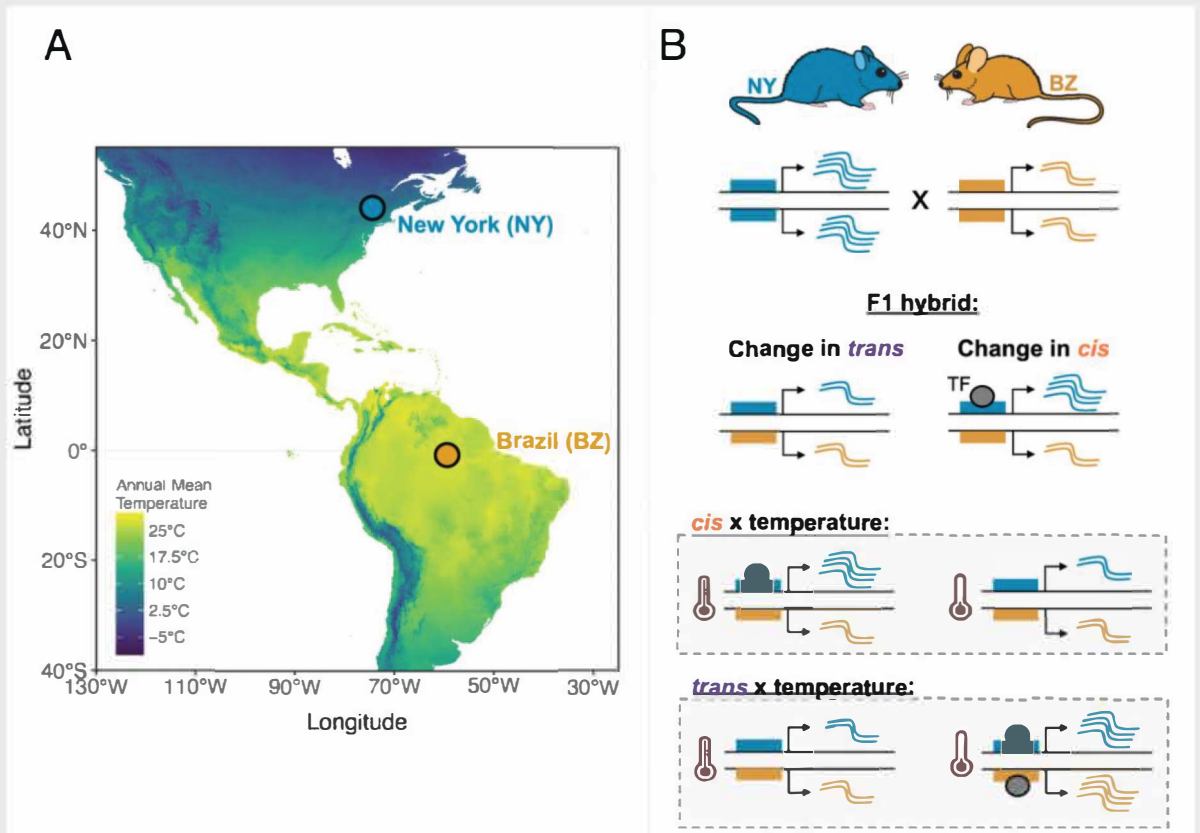 A
40°N
20°N
0°
20°S
40°S
Latitude
130°W
110°W
90°W
70°W
50°W
30°W
Longitude
New York (NY)
Brazil (BZ)
Annual Mean
Temperature
25°C
17.5°C
10°C
2.5°C
−5°C
B
NY
BZ
X
F1 hybrid:
Change in trans
Change in cis
TF
cis x temperature:
trans x temperature: